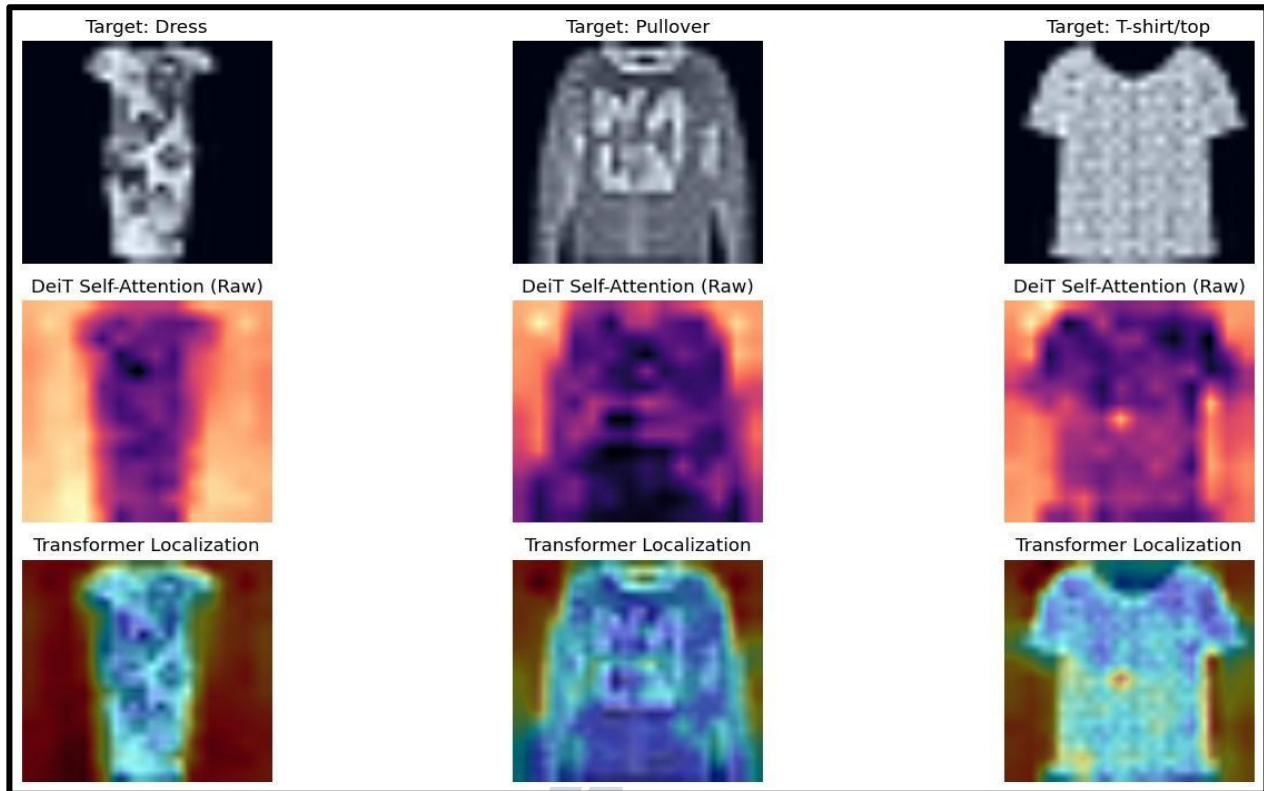 Target: Dress
Target: Pullover
Target: T-shirt/top
DeiT Self-Attention (Raw)
DeiT Self-Attention (Raw)
DeiT Self-Attention (Raw)
Transformer Localization
Transformer Localization
Transformer Localization